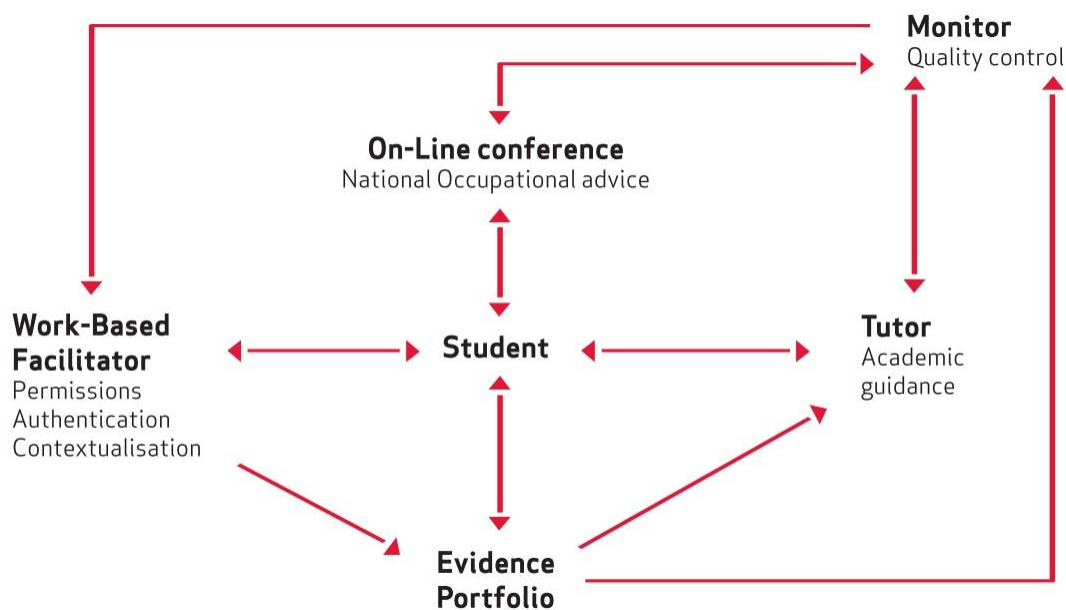 Monitor
Quality control
On-Line conference
National Occupational advice
Work-Based
Facilitator
Permissions
Authentication
Contextualisation
Student
Tutor
Academic
guidance
Evidence
Portfolio